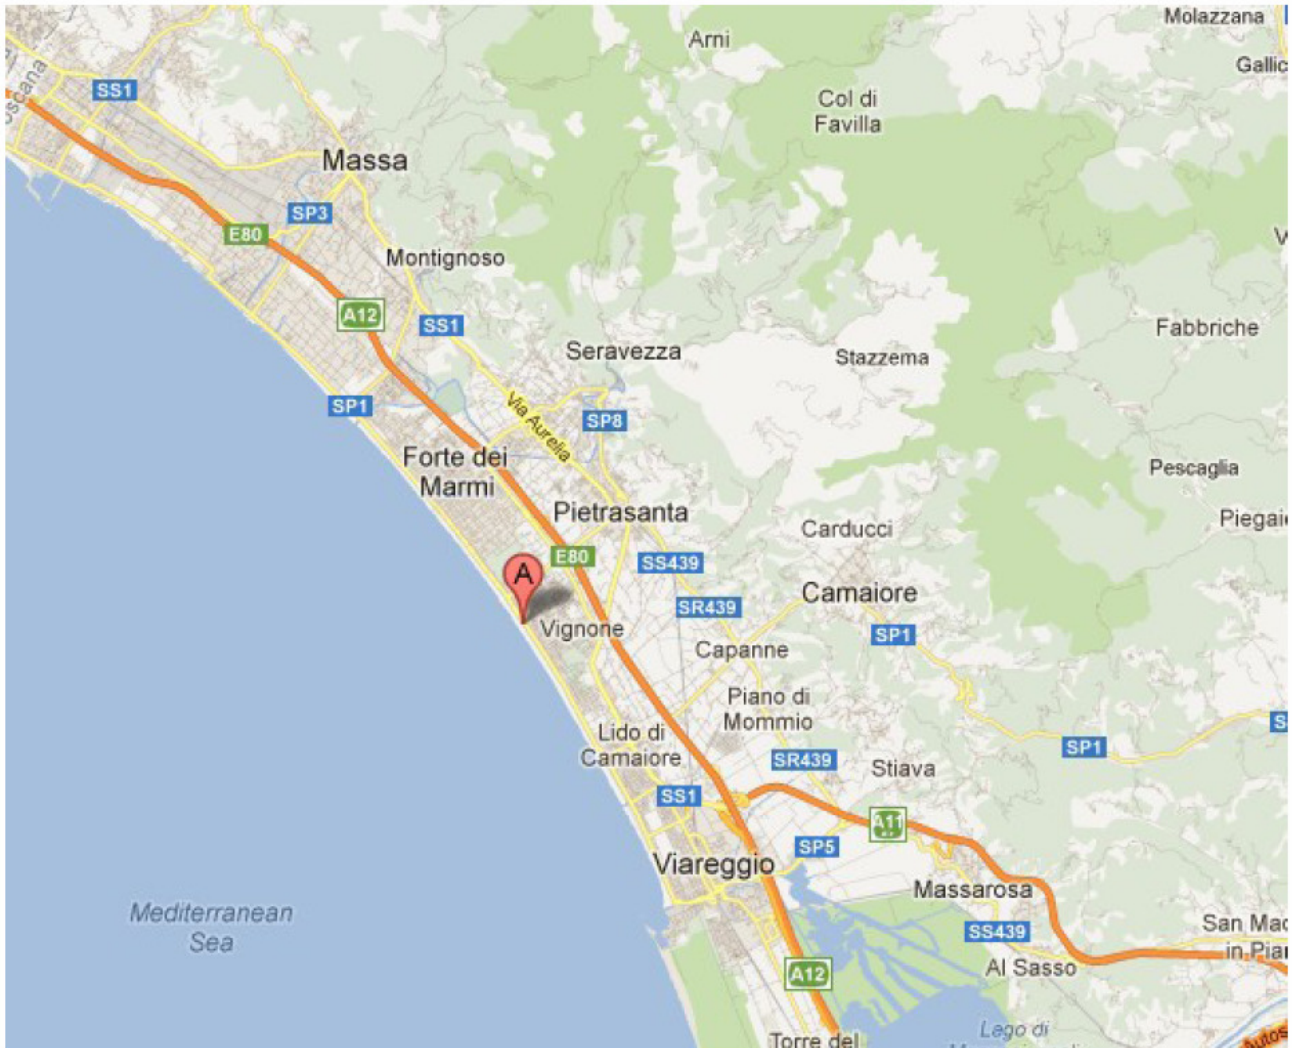 Molazzana
Arni
Gallic
oscana
SS1
Col di
Favilla
Massa
SP3
E80
Montignoso
A12
SS1
Fabbriche
Seravezza
Stazzema
SP1
Via Aurelia
SP8
Forte dei
Marmi
Pescaglia
Pietrasanta
Piegai
Carducci
E80
SS439
A
Camaiore
SR439
Vignone
SP1
Capanne
Piano di
Mommio
Lido di
Camaiore
SP1
SR439
Stiava
SS1
A11
SP5
Viareggio
Massarosa
Mediterranean
Sea
SS439
San Mac
in Pian
Al Sasso
A12
Lago di
Torre del
Autos